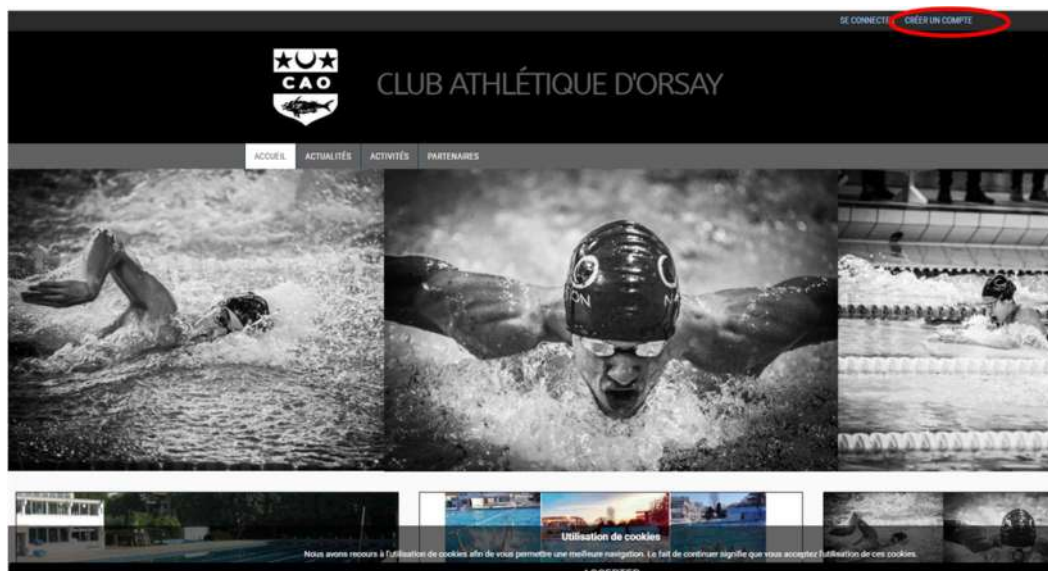 SE CONNECTE CRÉER UN COMPTE
CAO
CLUB ATHLÉTIQUE D'ORSAY
ACCUEIL ACTUALITÉS ACTIVITÉS PARTENAIRES
Utilisation de cookies
Nous avons recours à l'utilisation de cookies afin de vous permettre une meilleure navigation. Le fait de continuer signifie que vous acceptez l'utilisation de ces cookies.
ACCEPTER